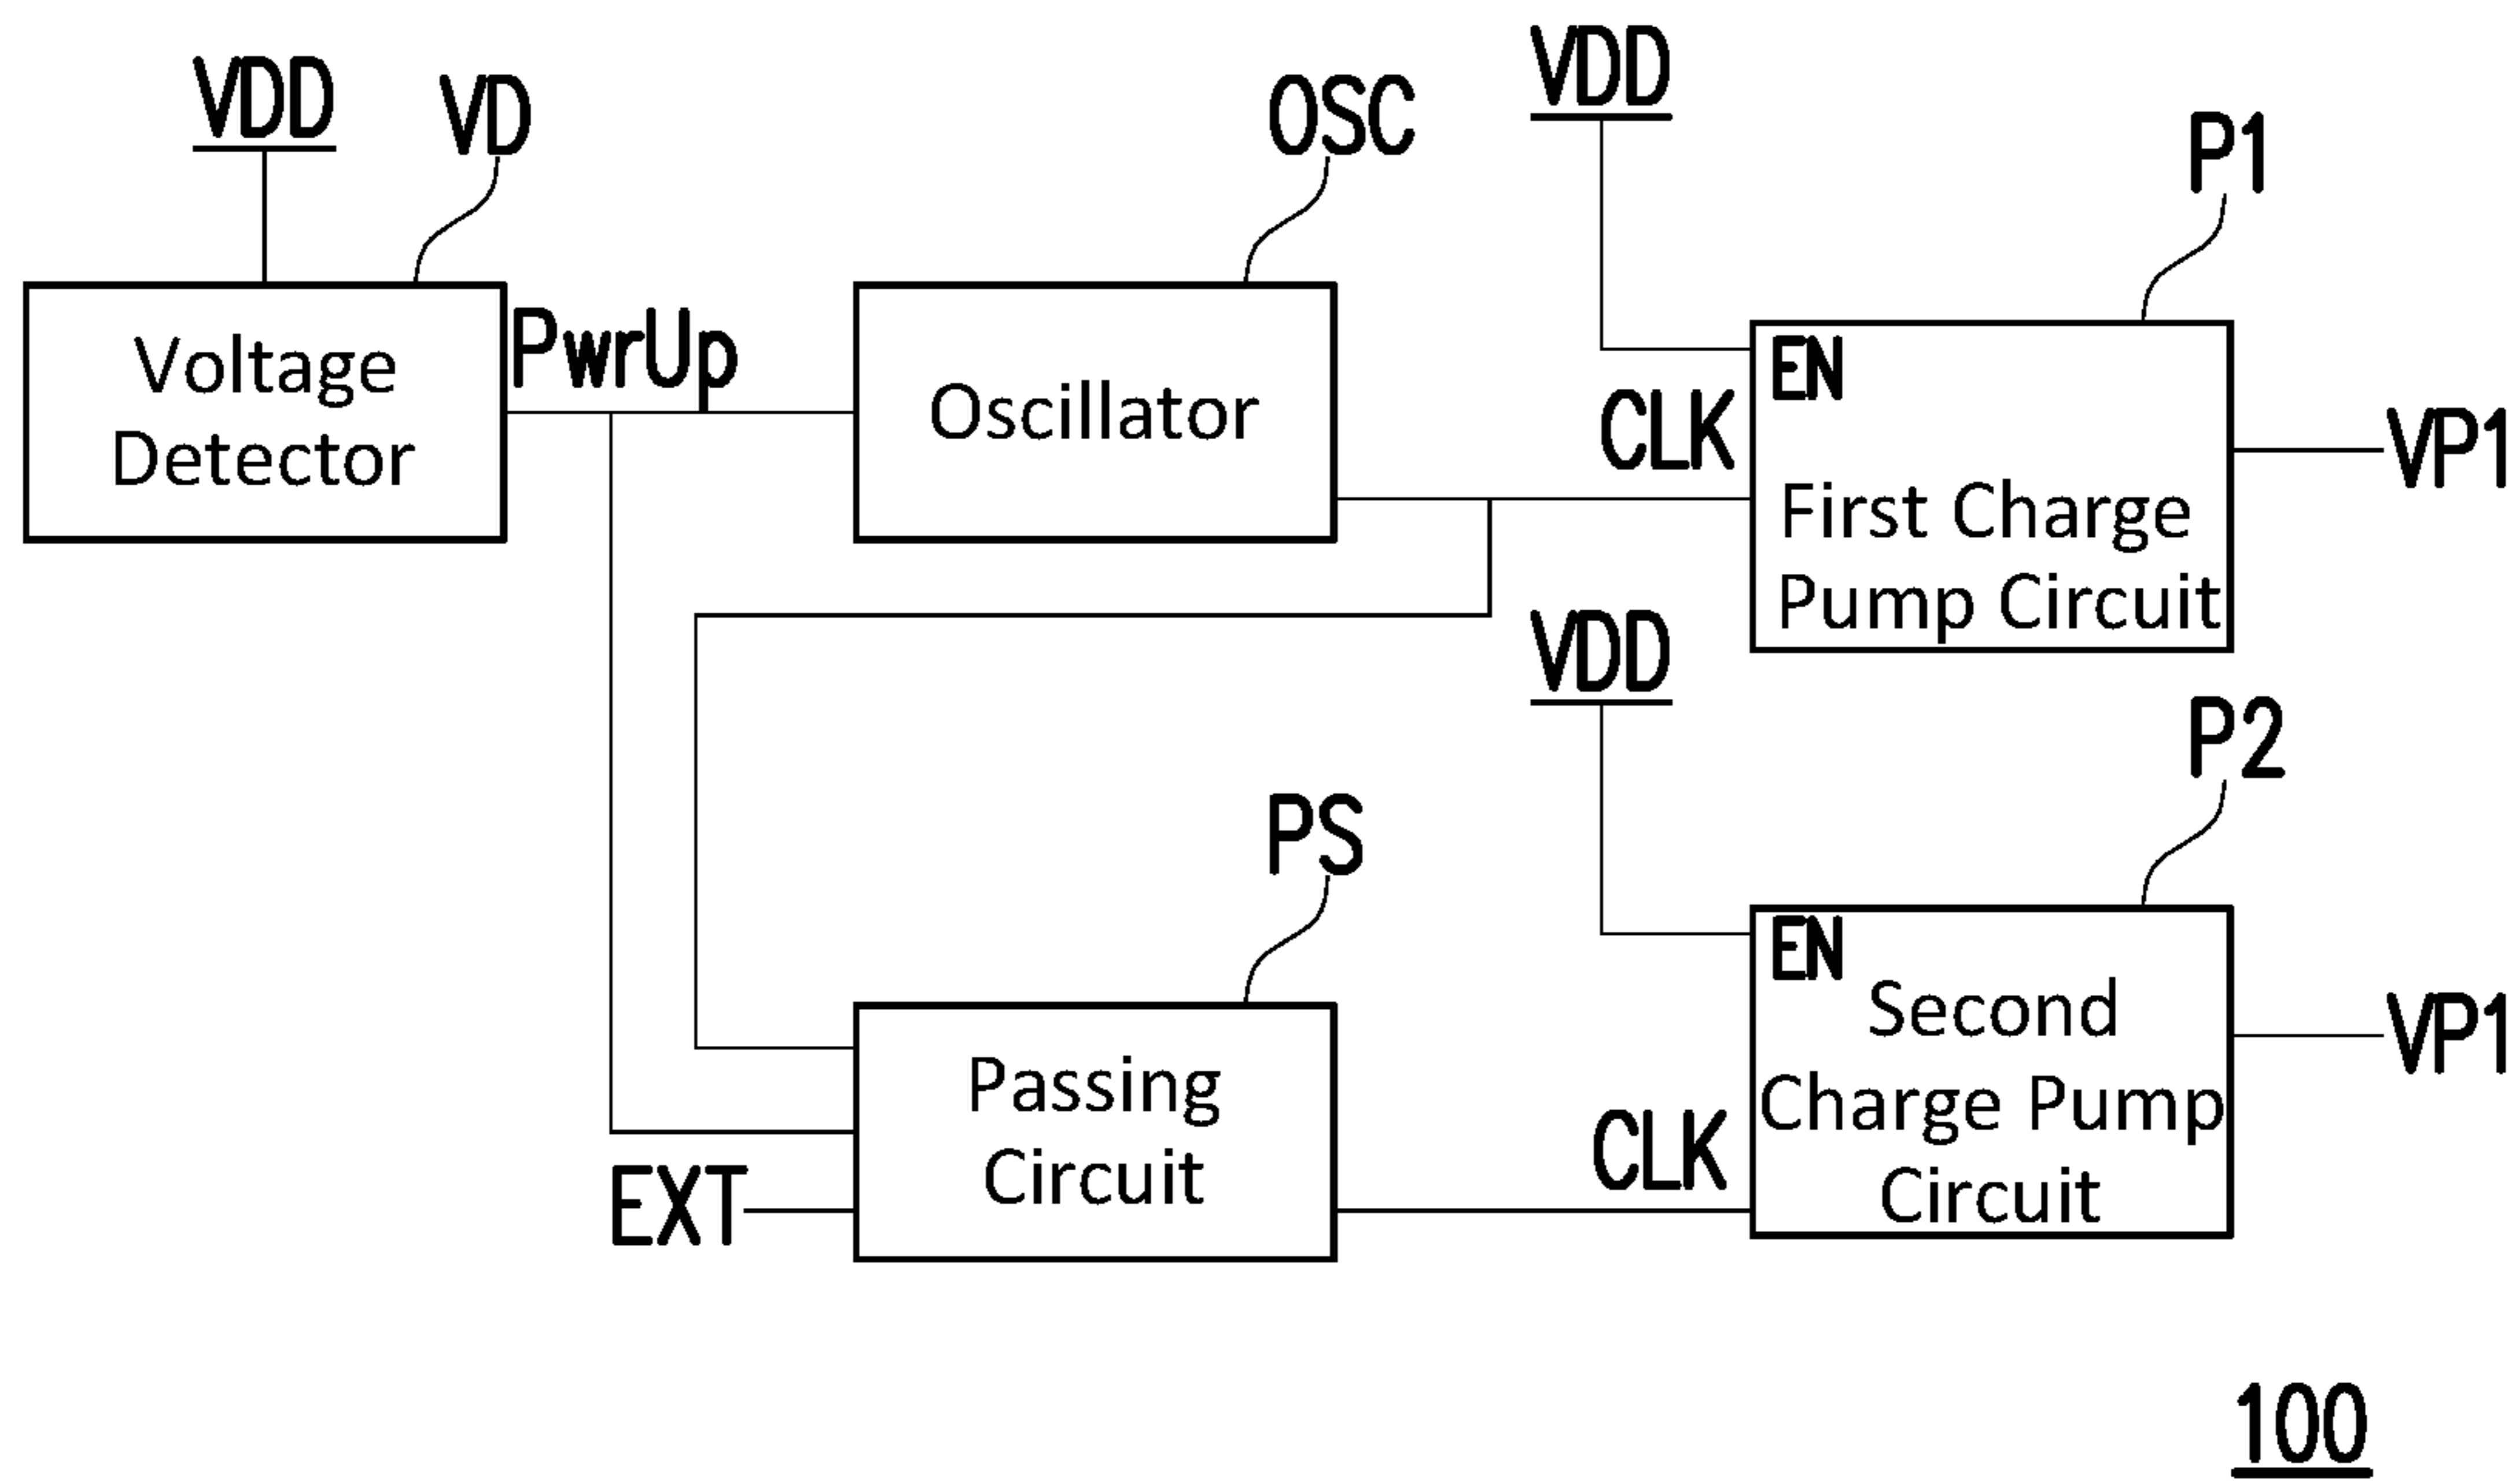 VDD
VD
OSC
VDD
P1
Voltage
Detector
PwrUp
Oscillator
CLK
EN
First Charge
Pump Circuit
VP1
VDD
P2
PS
EN
Second
Charge Pump
Circuit
VP1
Passing
Circuit
EXT
CLK
100